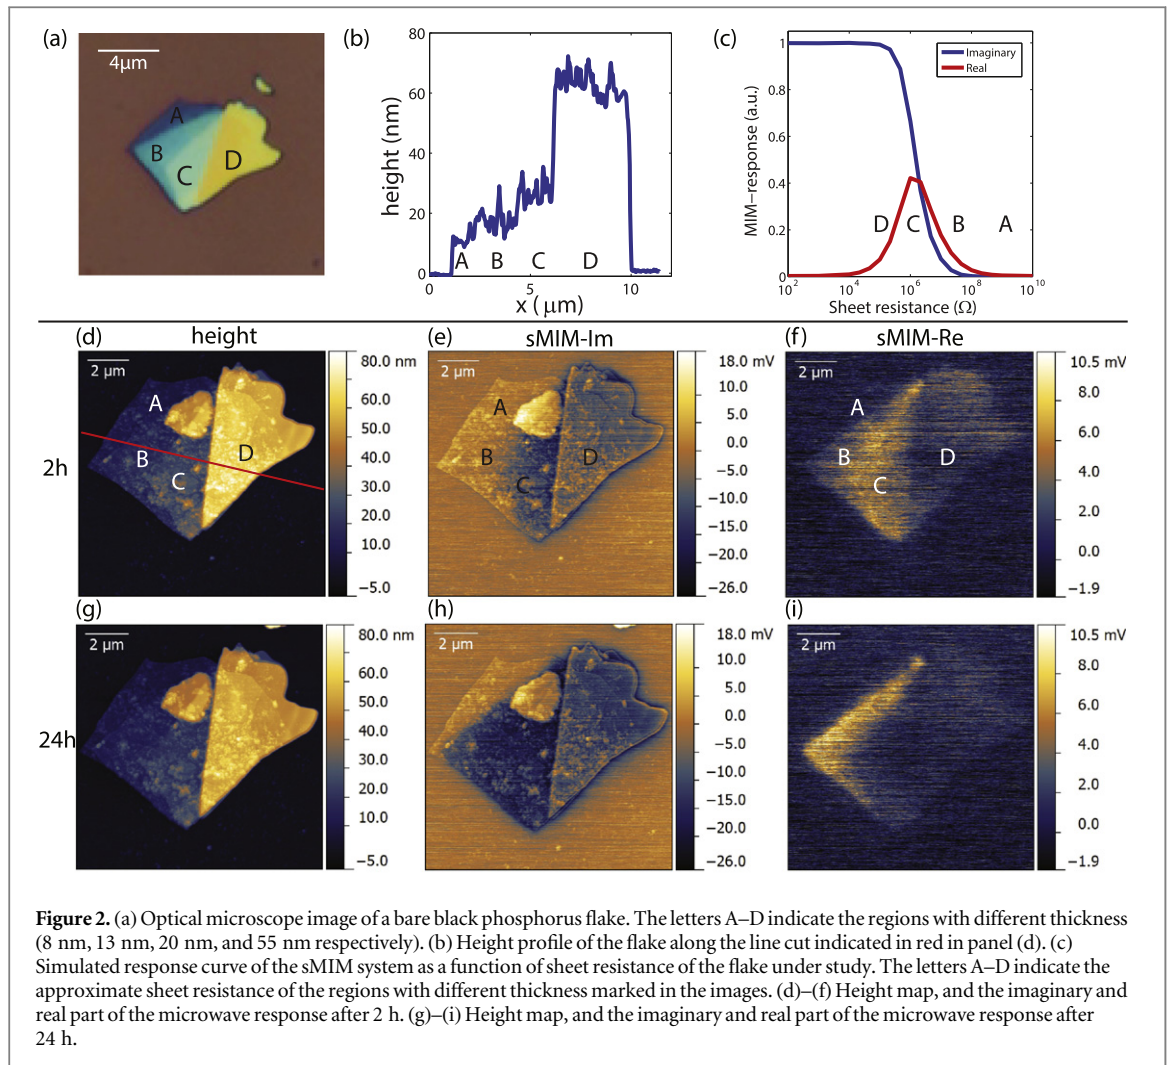 (a)
4μm
A
B
C
D
(b)
80
60
40
20
0
height (nm)
A B C D
0 5 10
x ( μm)
(c)
1
0.8
0.6
0.4
0.2
0
MIM−response (a.u.)
Imaginary
Real
D C B A
10² 10⁴ 10⁶ 10⁸ 10¹⁰
Sheet resistance (Ω)
height
sMIM-Im
sMIM-Re
2h
(d)
2 μm
A
B
C
D
80.0 nm
60.0
50.0
40.0
30.0
20.0
10.0
−5.0
(e)
2 μm
A
B
C
D
18.0 mV
10.0
5.0
0.0
−5.0
−10.0
−15.0
−20.0
−26.0
(f)
2 μm
A
B
C
D
10.5 mV
8.0
6.0
4.0
2.0
0.0
−1.9
24h
(g)
2 μm
80.0 nm
60.0
50.0
40.0
30.0
20.0
10.0
−5.0
(h)
2 μm
18.0 mV
10.0
5.0
0.0
−5.0
−10.0
−15.0
−20.0
−26.0
(i)
2 μm
10.5 mV
8.0
6.0
4.0
2.0
0.0
−1.9
Figure 2. (a) Optical microscope image of a bare black phosphorus flake. The letters A–D indicate the regions with different thickness
(8 nm, 13 nm, 20 nm, and 55 nm respectively). (b) Height profile of the flake along the line cut indicated in red in panel (d). (c)
Simulated response curve of the sMIM system as a function of sheet resistance of the flake under study. The letters A–D indicate the
approximate sheet resistance of the regions with different thickness marked in the images. (d)–(f) Height map, and the imaginary and
real part of the microwave response after 2 h. (g)–(i) Height map, and the imaginary and real part of the microwave response after
24 h.